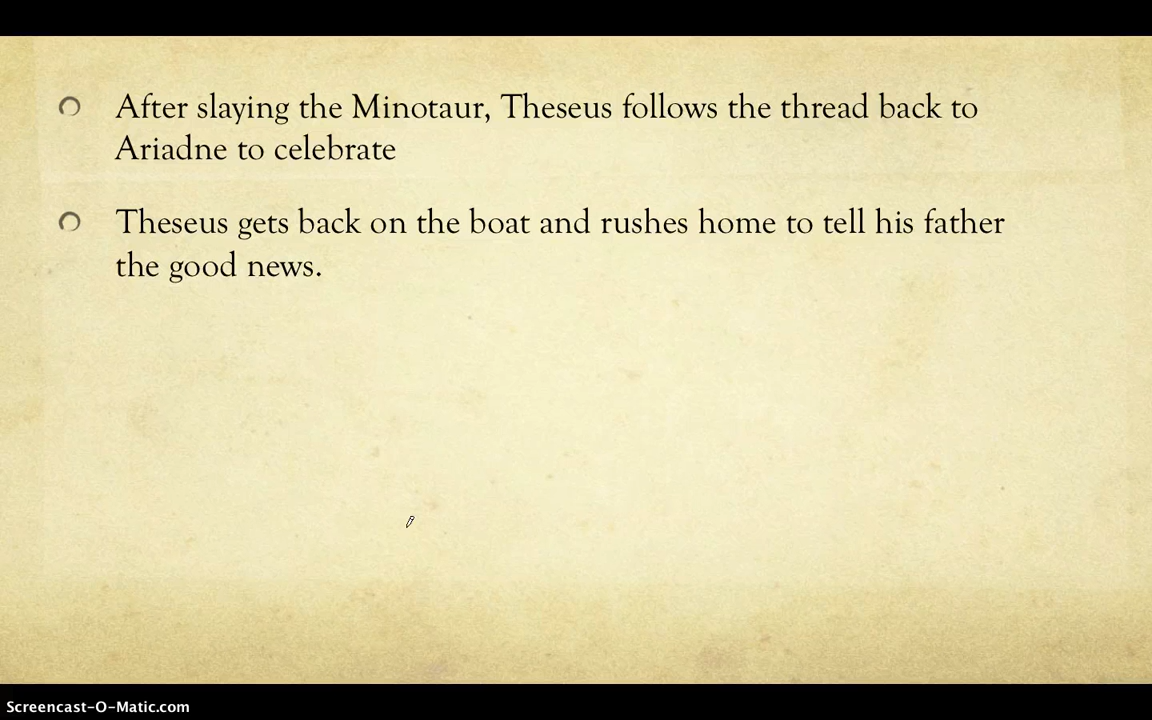 After slaying the Minotaur, Theseus follows the thread back to
Ariadne to celebrate
Theseus gets back on the boat and rushes home to tell his father
the good news.
Screencast-O-Matic.com